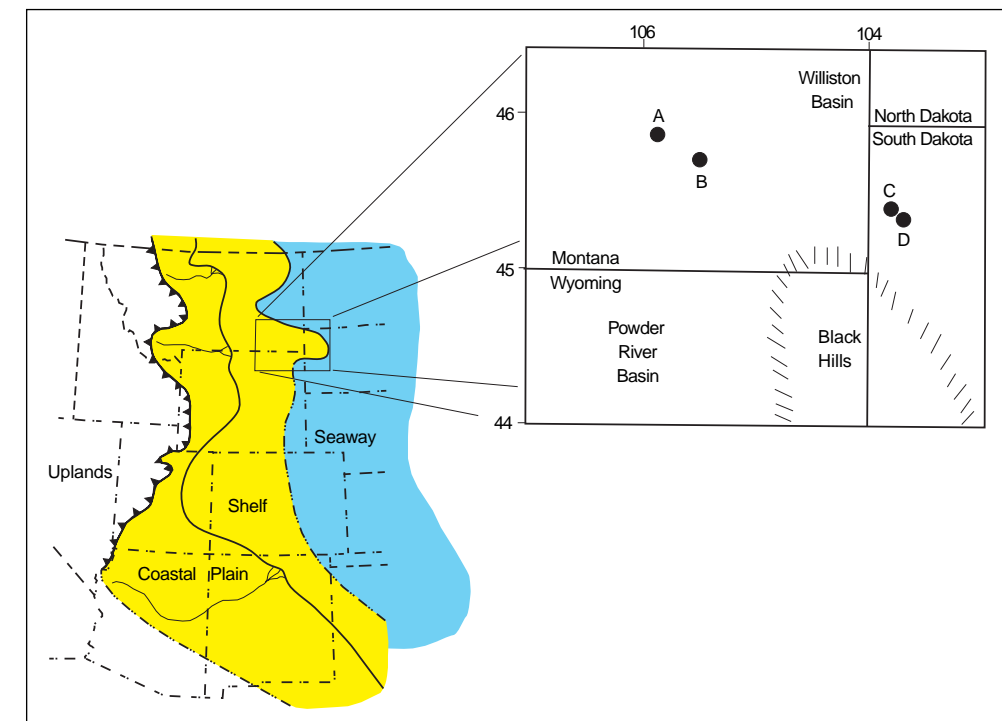 106
104
Williston
Basin
46
A
North Dakota
South Dakota
B
C
D
Montana
45
Wyoming
Powder
River
Basin
Black
Hills
44
Seaway
Uplands
Shelf
Coastal Plain